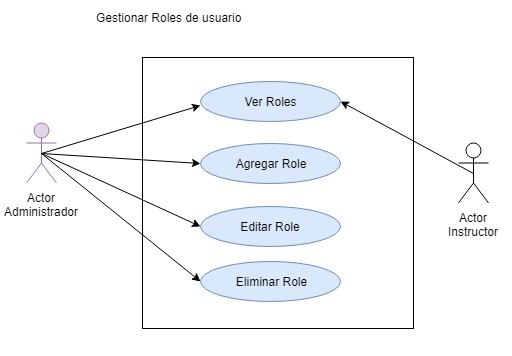 Gestionar Roles de usuario
Ver Roles
Agregar Role
Editar Role
Eliminar Role
Actor
Administrador
Actor
Instructor